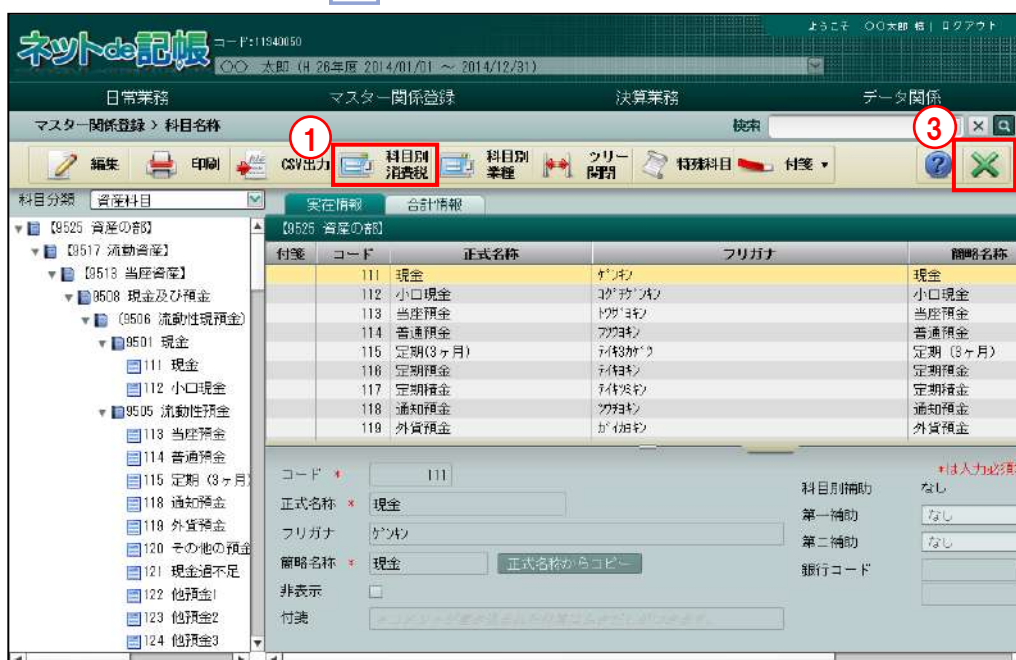 ようこそ 〇〇太郎 様 | ログアウト
ネットde記帳 コード:11940050
〇〇 太郎 (H 26年度 2014/01/01 ～ 2014/12/31)
日常業務 マスター関係登録 決算業務 データ関係
マスター関係登録 > 科目名称 検索
① ③
編集 印刷 CSV出力 科目別消費税 科目別業種 ツリー開閉 特殊科目 付箋
科目分類 資産科目
【9525 資産の部】
【9517 流動資産】
【9513 当座資産】
9508 現金及び預金
(9506 流動性現預金)
9501 現金
111 現金
112 小口現金
9505 流動性預金
113 当座預金
114 普通預金
115 定期（3ヶ月）
118 通知預金
119 外貨預金
120 その他の預金
121 現金過不足
122 他預金1
123 他預金2
124 他預金3
実在情報 合計情報
【9525 資産の部】
付箋 コード 正式名称 フリガナ 簡略名称
111 現金 ｹﾞﾝｷﾝ 現金
112 小口現金 ｺｸﾞﾁｹﾞﾝｷﾝ 小口現金
113 当座預金 ﾄｳｻﾞﾖｷﾝ 当座預金
114 普通預金 ﾌﾂｳﾖｷﾝ 普通預金
115 定期(3ヶ月) ﾃｲｷ3ｶｹﾞﾂ 定期（3ヶ月）
116 定期預金 ﾃｲｷﾖｷﾝ 定期預金
117 定期積金 ﾃｲｷﾂﾐｷﾝ 定期積金
118 通知預金 ﾂｳﾁﾖｷﾝ 通知預金
119 外貨預金 ｶﾞｲｶﾖｷﾝ 外貨預金
*は入力必須
コード * 111
正式名称 * 現金
フリガナ ｹﾞﾝｷﾝ
簡略名称 * 現金 正式名称からコピー
非表示
付箋
科目別補助 なし
第一補助 なし
第二補助 なし
銀行コード